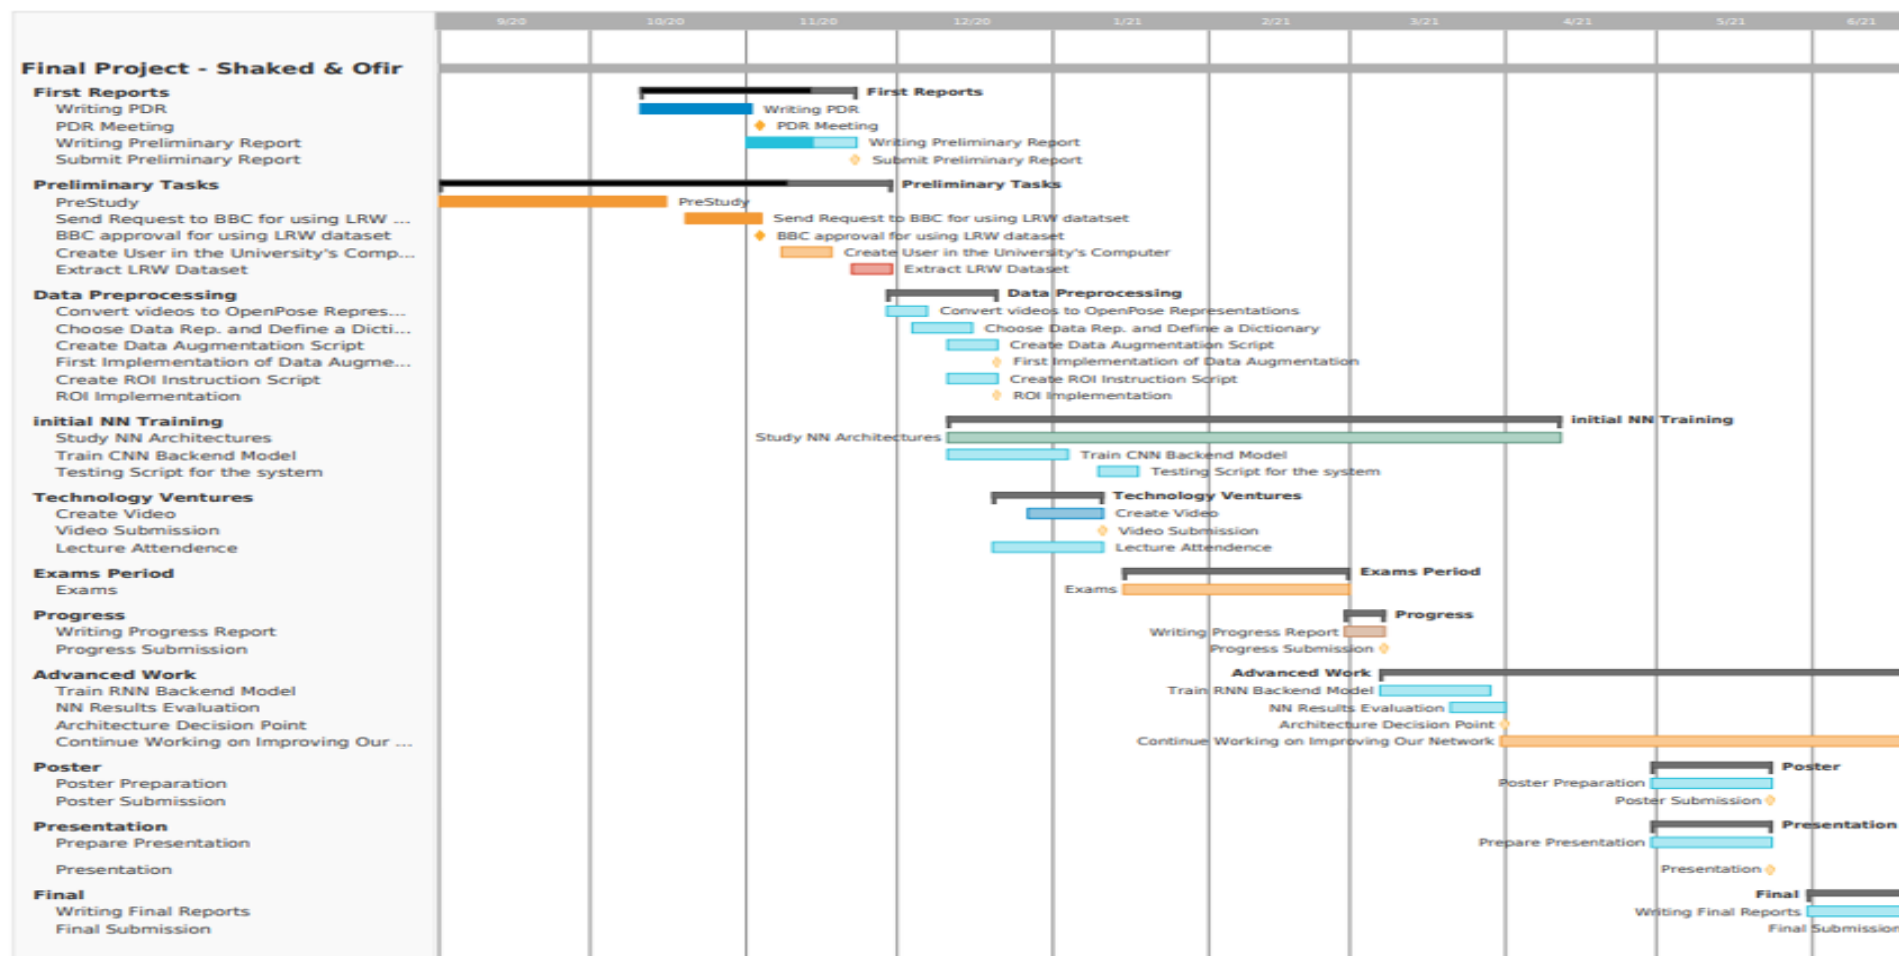 9/20 10/20 11/20 12/20 1/21 2/21 3/21 4/21 5/21 6/21
Final Project - Shaked & Ofir
First Reports First Reports
Writing PDR Writing PDR
PDR Meeting PDR Meeting
Writing Preliminary Report Writing Preliminary Report
Submit Preliminary Report Submit Preliminary Report
Preliminary Tasks Preliminary Tasks
PreStudy PreStudy
Send Request to BBC for using LRW ... Send Request to BBC for using LRW datatset
BBC approval for using LRW dataset BBC approval for using LRW dataset
Create User in the University's Comp... Create User in the University's Computer
Extract LRW Dataset Extract LRW Dataset
Data Preprocessing Data Preprocessing
Convert videos to OpenPose Repres... Convert videos to OpenPose Representations
Choose Data Rep. and Define a Dicti... Choose Data Rep. and Define a Dictionary
Create Data Augmentation Script Create Data Augmentation Script
First Implementation of Data Augme... First Implementation of Data Augmentation
Create ROI Instruction Script Create ROI Instruction Script
ROI Implementation ROI Implementation
initial NN Training initial NN Training
Study NN Architectures Study NN Architectures
Train CNN Backend Model Train CNN Backend Model
Testing Script for the system Testing Script for the system
Technology Ventures Technology Ventures
Create Video Create Video
Video Submission Video Submission
Lecture Attendence Lecture Attendence
Exams Period Exams Period
Exams Exams
Progress Progress
Writing Progress Report Writing Progress Report
Progress Submission Progress Submission
Advanced Work Advanced Work
Train RNN Backend Model Train RNN Backend Model
NN Results Evaluation NN Results Evaluation
Architecture Decision Point Architecture Decision Point
Continue Working on Improving Our ... Continue Working on Improving Our Network
Poster Poster
Poster Preparation Poster Preparation
Poster Submission Poster Submission
Presentation Presentation
Prepare Presentation Prepare Presentation
Presentation Presentation
Final Final
Writing Final Reports Writing Final Reports
Final Submission Final Submission